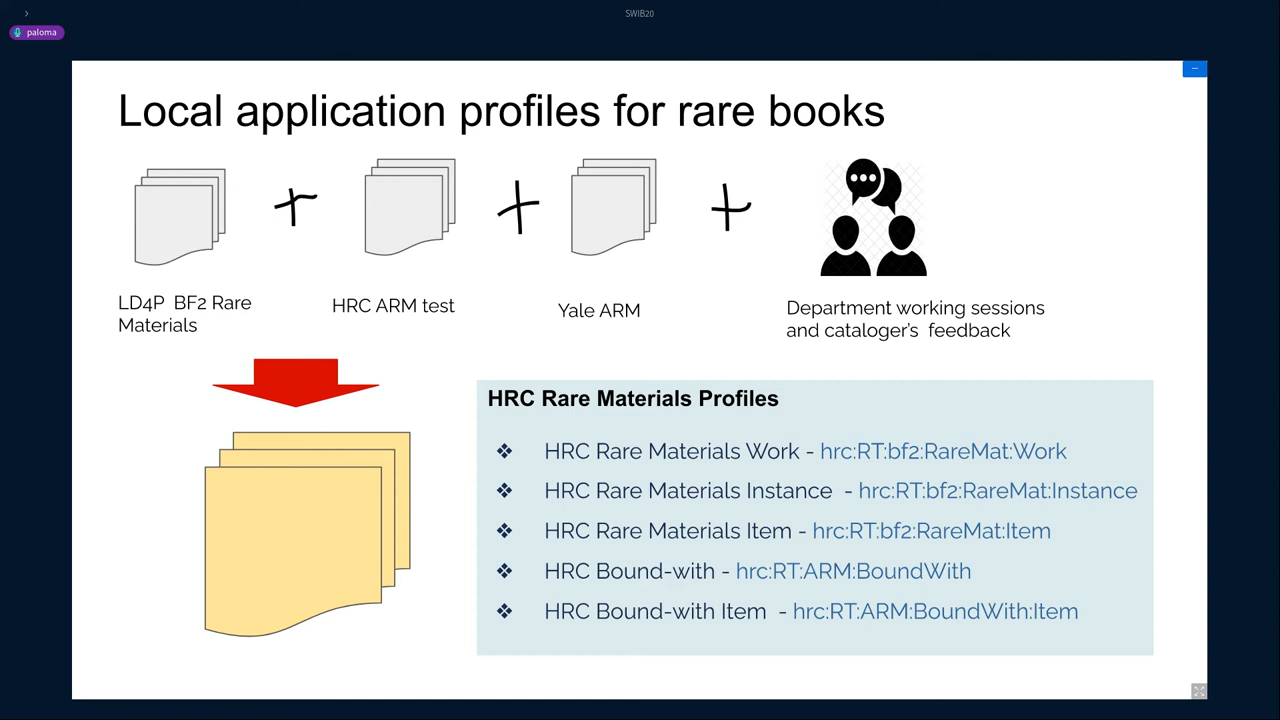 SWIB20
paloma
Local application profiles for rare books
+ + +
LD4P BF2 Rare
Materials
HRC ARM test
Yale ARM
Department working sessions
and cataloger's feedback
HRC Rare Materials Profiles
❖ HRC Rare Materials Work - hrc:RT:bf2:RareMat:Work
❖ HRC Rare Materials Instance - hrc:RT:bf2:RareMat:Instance
❖ HRC Rare Materials Item - hrc:RT:bf2:RareMat:Item
❖ HRC Bound-with - hrc:RT:ARM:BoundWith
❖ HRC Bound-with Item - hrc:RT:ARM:BoundWith:Item